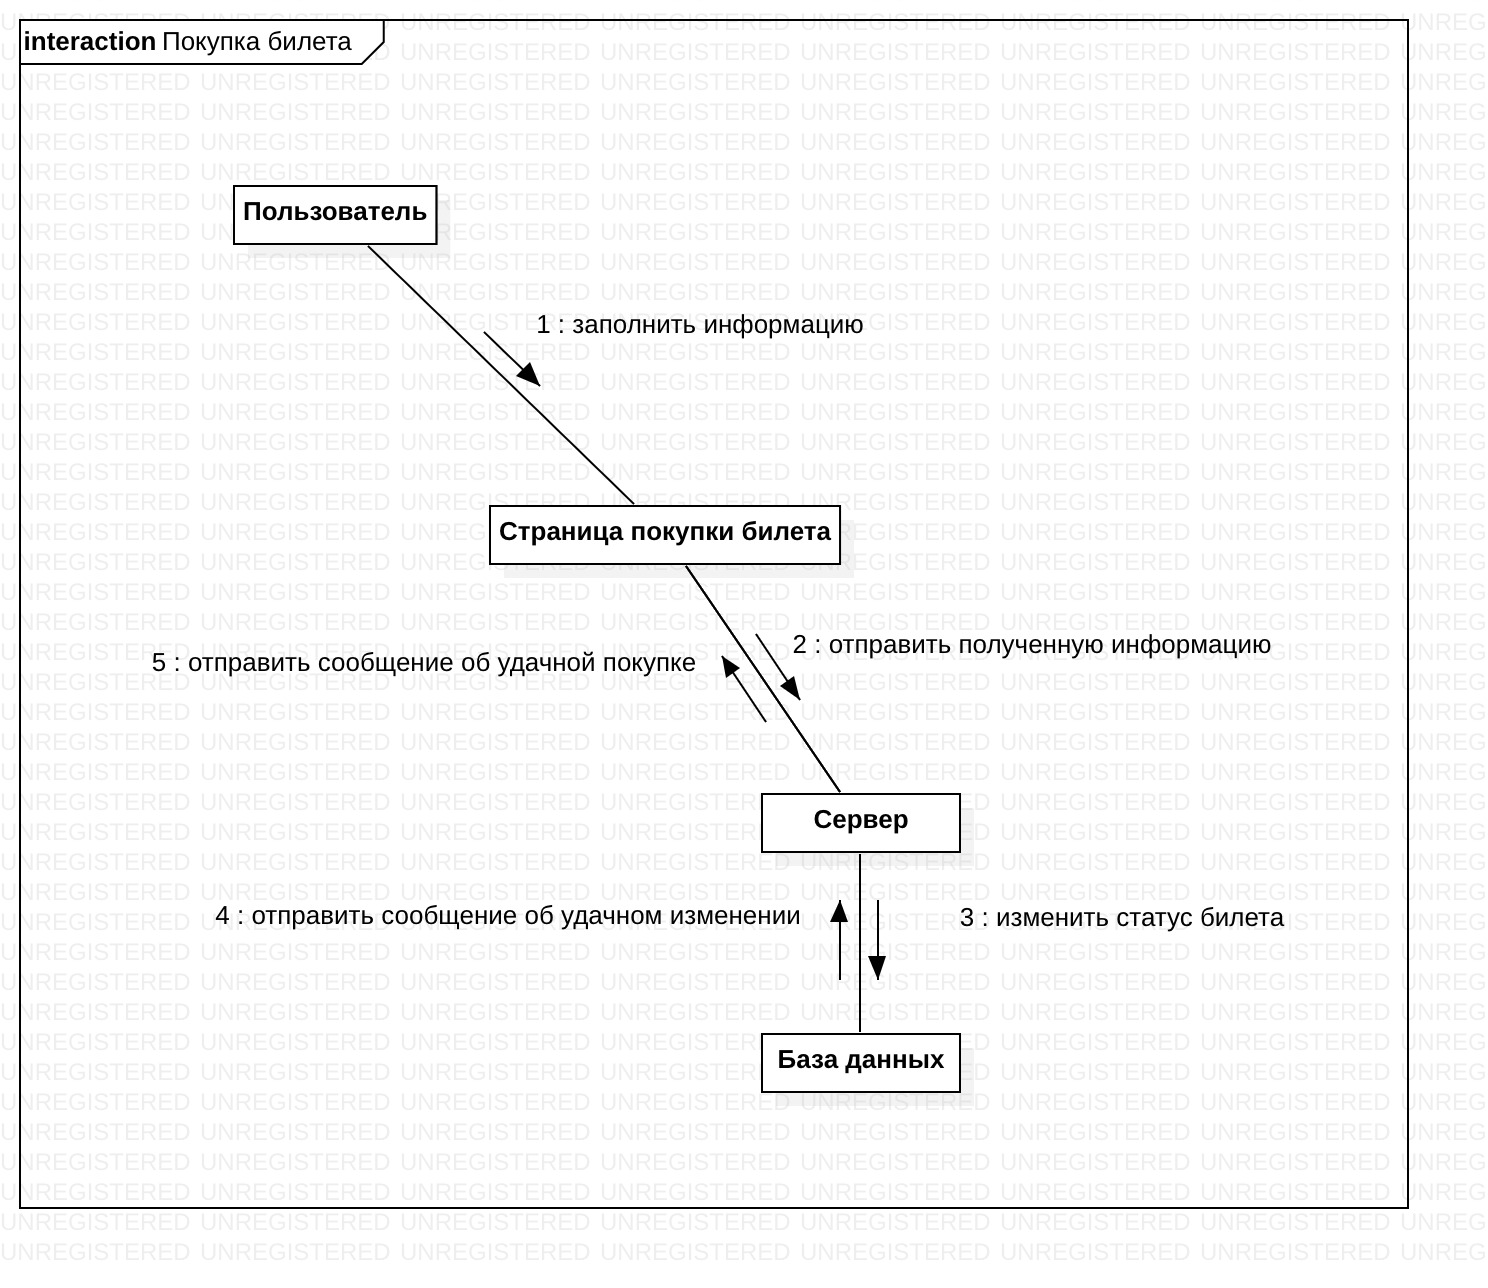 interaction Покупка билета
Пользователь
1 : заполнить информацию
Страница покупки билета
2 : отправить полученную информацию
5 : отправить сообщение об удачной покупке
Сервер
4 : отправить сообщение об удачном изменении
3 : изменить статус билета
База данных
UNREGISTERED